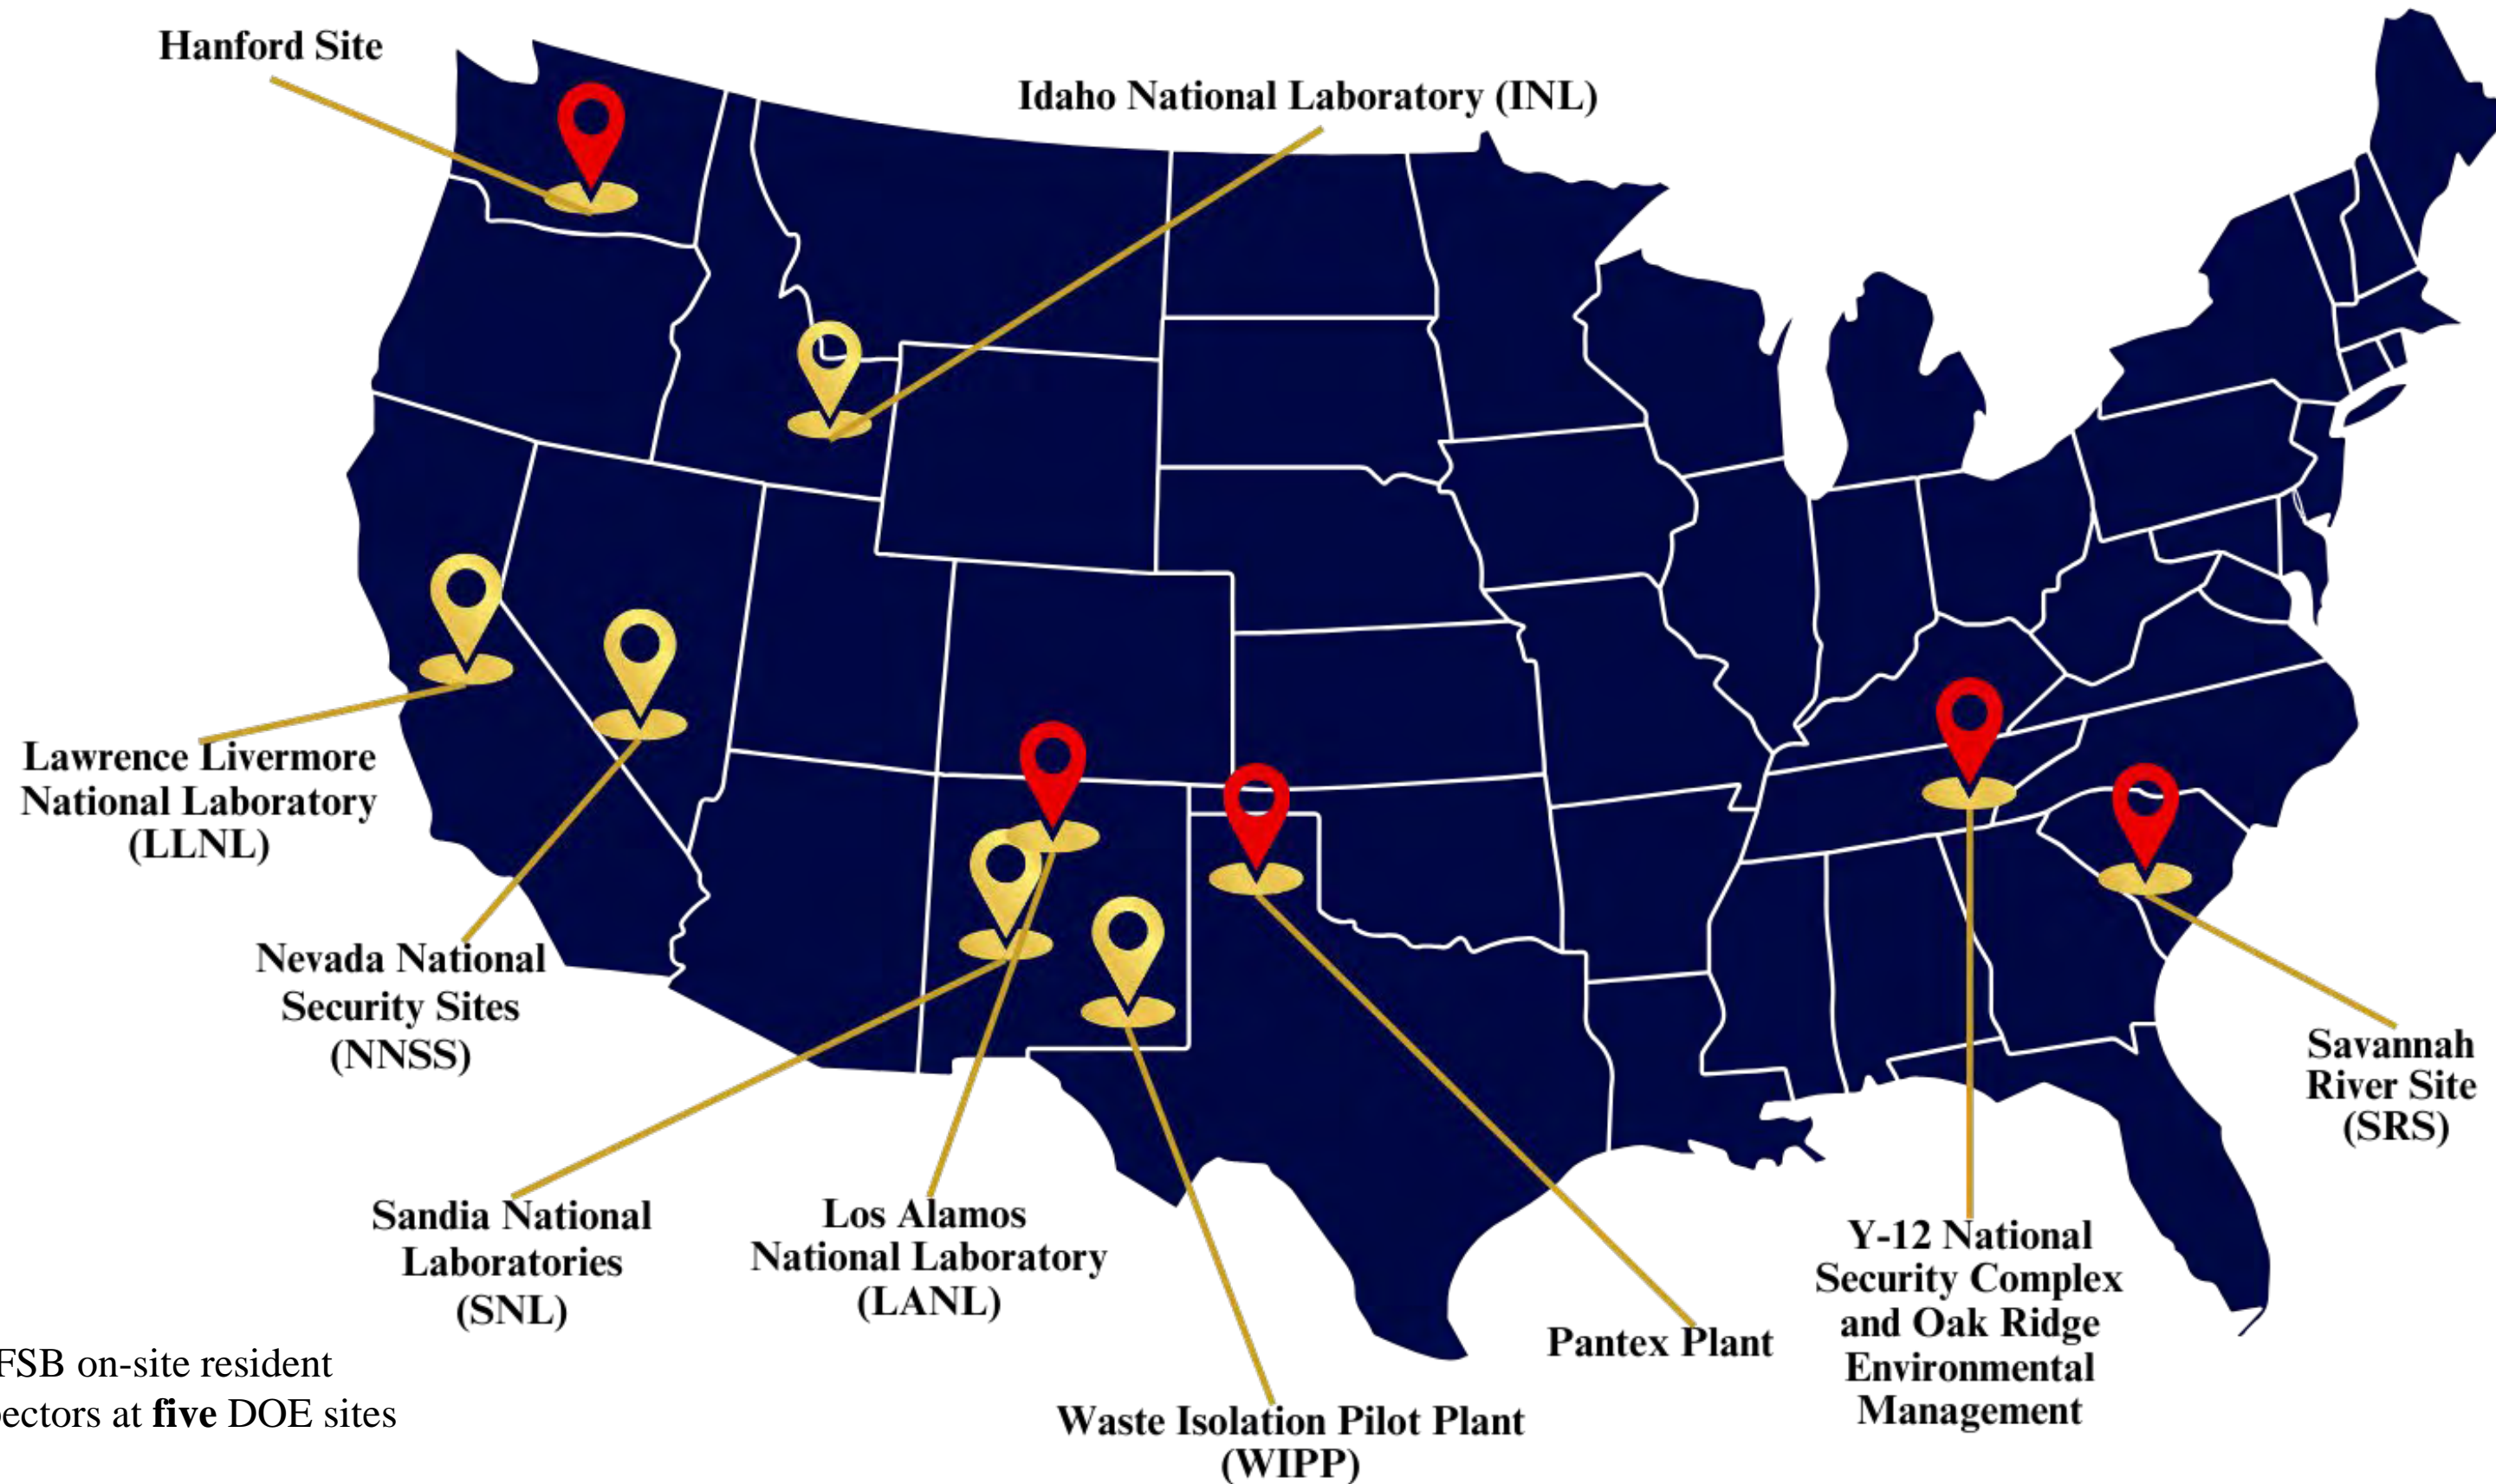 Hanford Site
Idaho National Laboratory (INL)
Lawrence Livermore
National Laboratory
(LLNL)
Nevada National
Security Sites
(NNSS)
Sandia National
Laboratories
(SNL)
Los Alamos
National Laboratory
(LANL)
Waste Isolation Pilot Plant
(WIPP)
Pantex Plant
Y-12 National
Security Complex
and Oak Ridge
Environmental
Management
Savannah
River Site
(SRS)
FSB on-site resident
ectors at five DOE sites